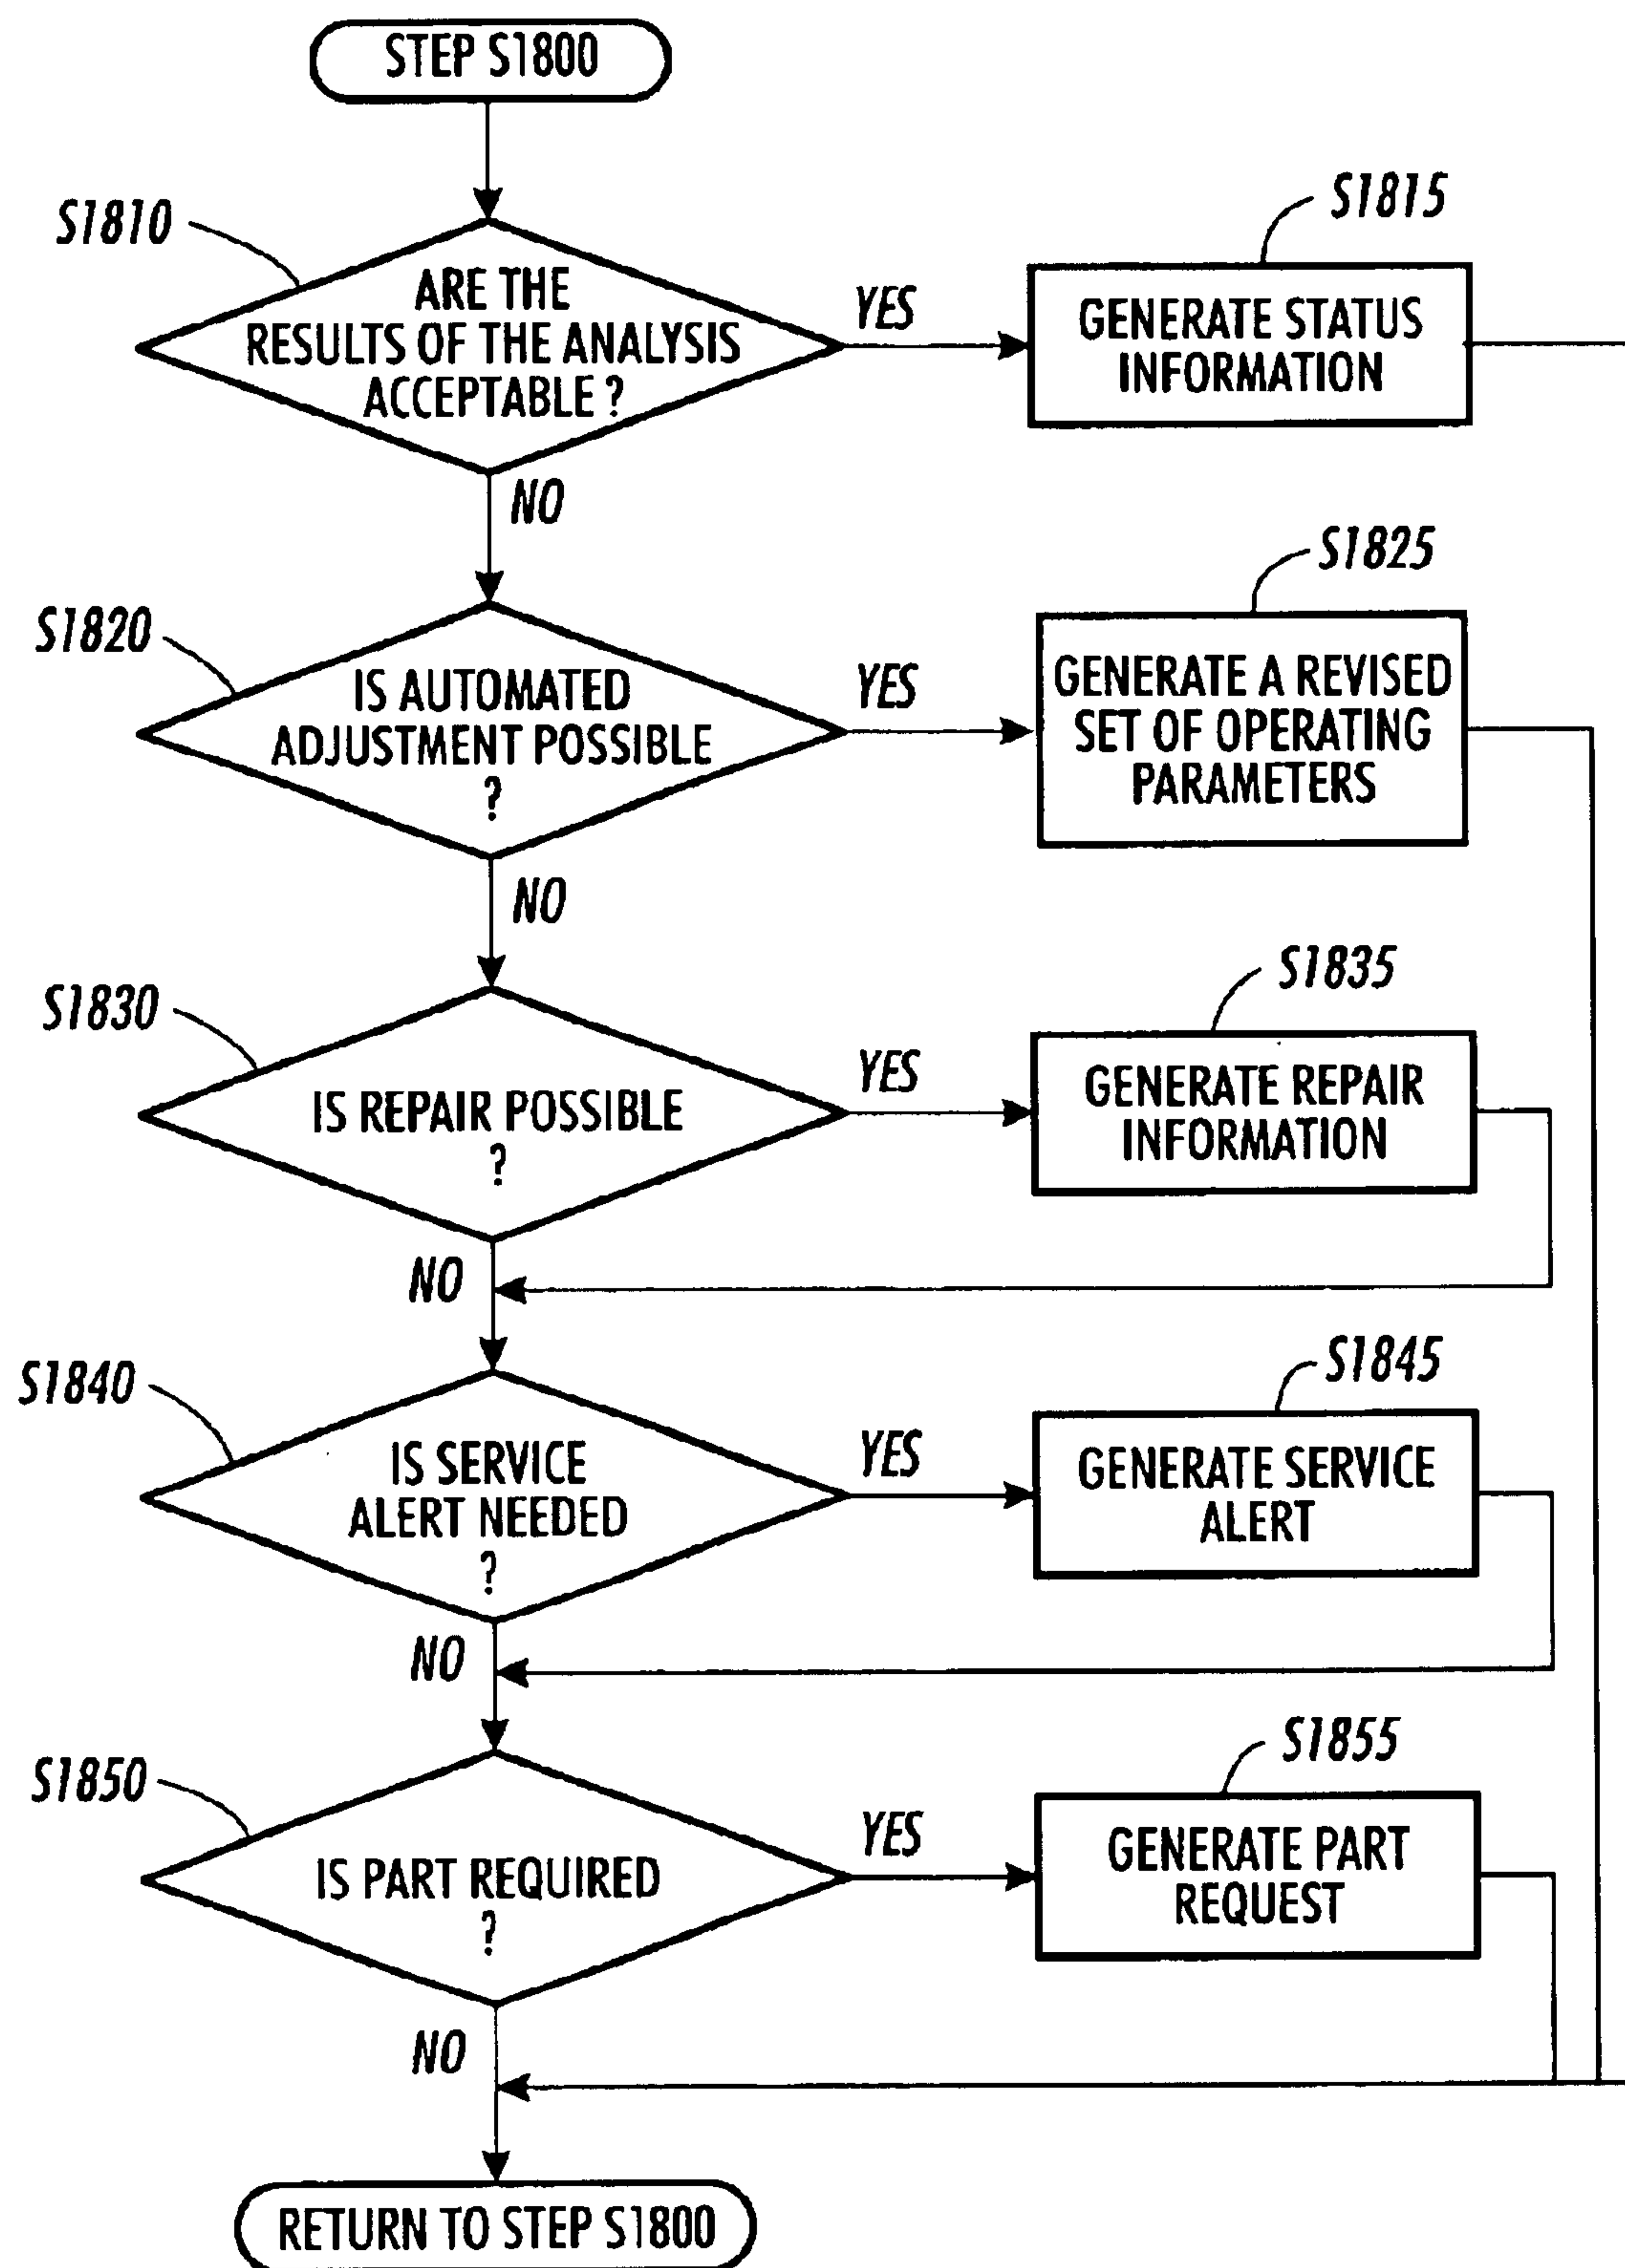 STEP S1800
S1810
ARE THE
RESULTS OF THE ANALYSIS
ACCEPTABLE ?
YES
S1815
GENERATE STATUS
INFORMATION
NO
S1820
IS AUTOMATED
ADJUSTMENT POSSIBLE
?
YES
S1825
GENERATE A REVISED
SET OF OPERATING
PARAMETERS
NO
S1830
IS REPAIR POSSIBLE
?
YES
S1835
GENERATE REPAIR
INFORMATION
NO
S1840
IS SERVICE
ALERT NEEDED
?
YES
S1845
GENERATE SERVICE
ALERT
NO
S1850
IS PART REQUIRED
?
YES
S1855
GENERATE PART
REQUEST
NO
RETURN TO STEP S1800